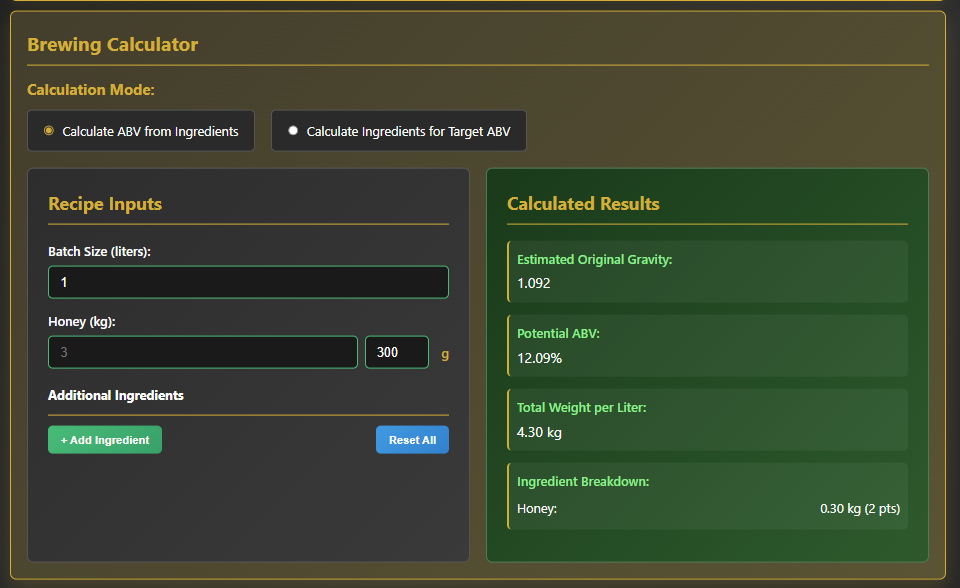 Brewing Calculator
Calculation Mode:
Calculate ABV from Ingredients
Calculate Ingredients for Target ABV
Recipe Inputs
Batch Size (liters):
1
Honey (kg):
3
300
g
Additional Ingredients
+ Add Ingredient
Reset All
Calculated Results
Estimated Original Gravity:
1.092
Potential ABV:
12.09%
Total Weight per Liter:
4.30 kg
Ingredient Breakdown:
Honey: 0.30 kg (2 pts)